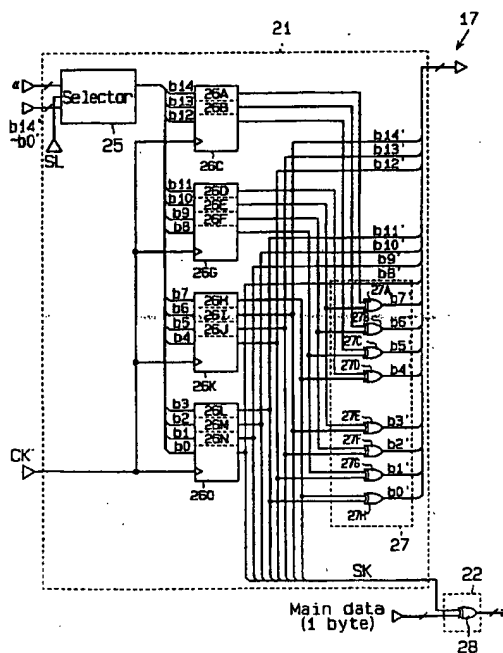 21
17
α
Selector
b14'
-b0'
SL
25
b14
b13
b12
26A
26B
26C
b14'
b13'
b12'
b11
b10
b9
b8
26D
26E
26F
26G
b11'
b10'
b9'
b8'
b7
b6
b5
b4
26H
26I
26J
26K
27A
b7'
b6'
27C
b5'
27D
b4'
b3
b2
b1
b0
26L
26M
26N
26O
27E
b3'
27F
b2'
27G
b1'
b0'
27H
27
CK
SK
Main data
(1 byte)
22
28